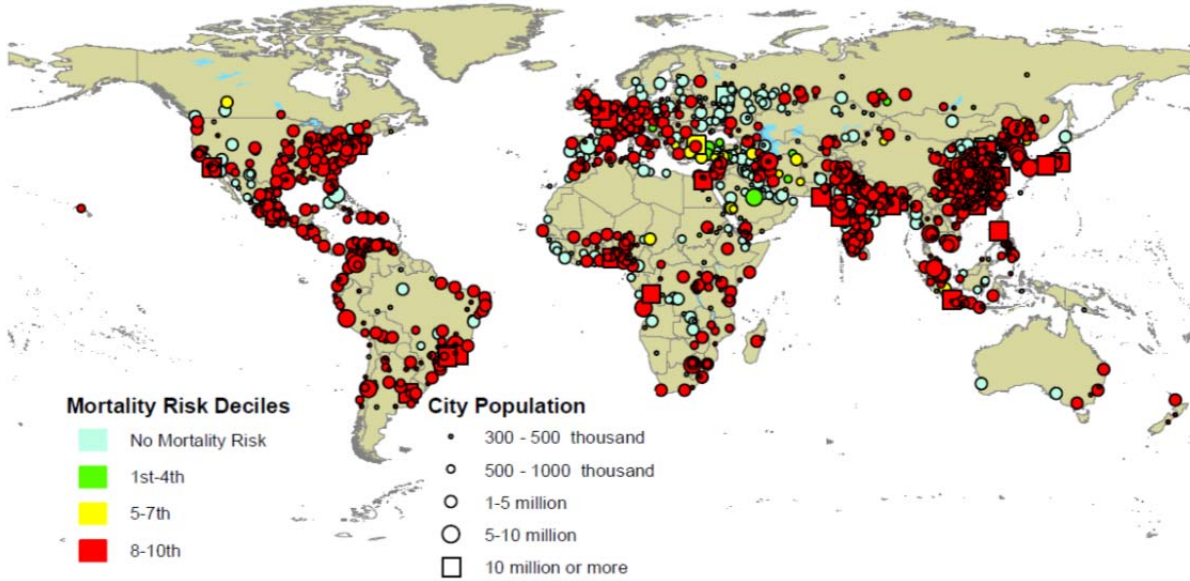 Mortality Risk Deciles
No Mortality Risk
1st-4th
5-7th
8-10th
City Population
300 - 500 thousand
500 - 1000 thousand
1-5 million
5-10 million
10 million or more